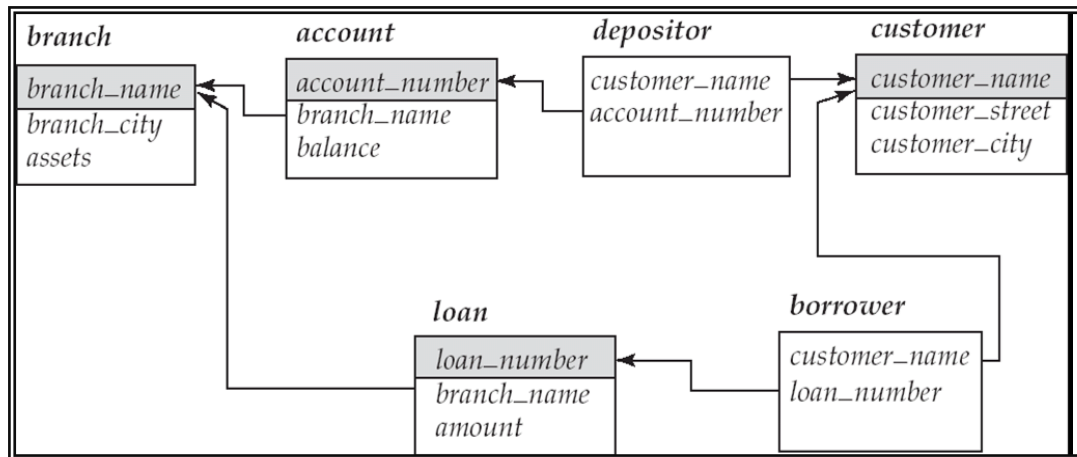 branch
branch_name
branch_city
assets
account
account_number
branch_name
balance
depositor
customer_name
account_number
customer
customer_name
customer_street
customer_city
loan
loan_number
branch_name
amount
borrower
customer_name
loan_number